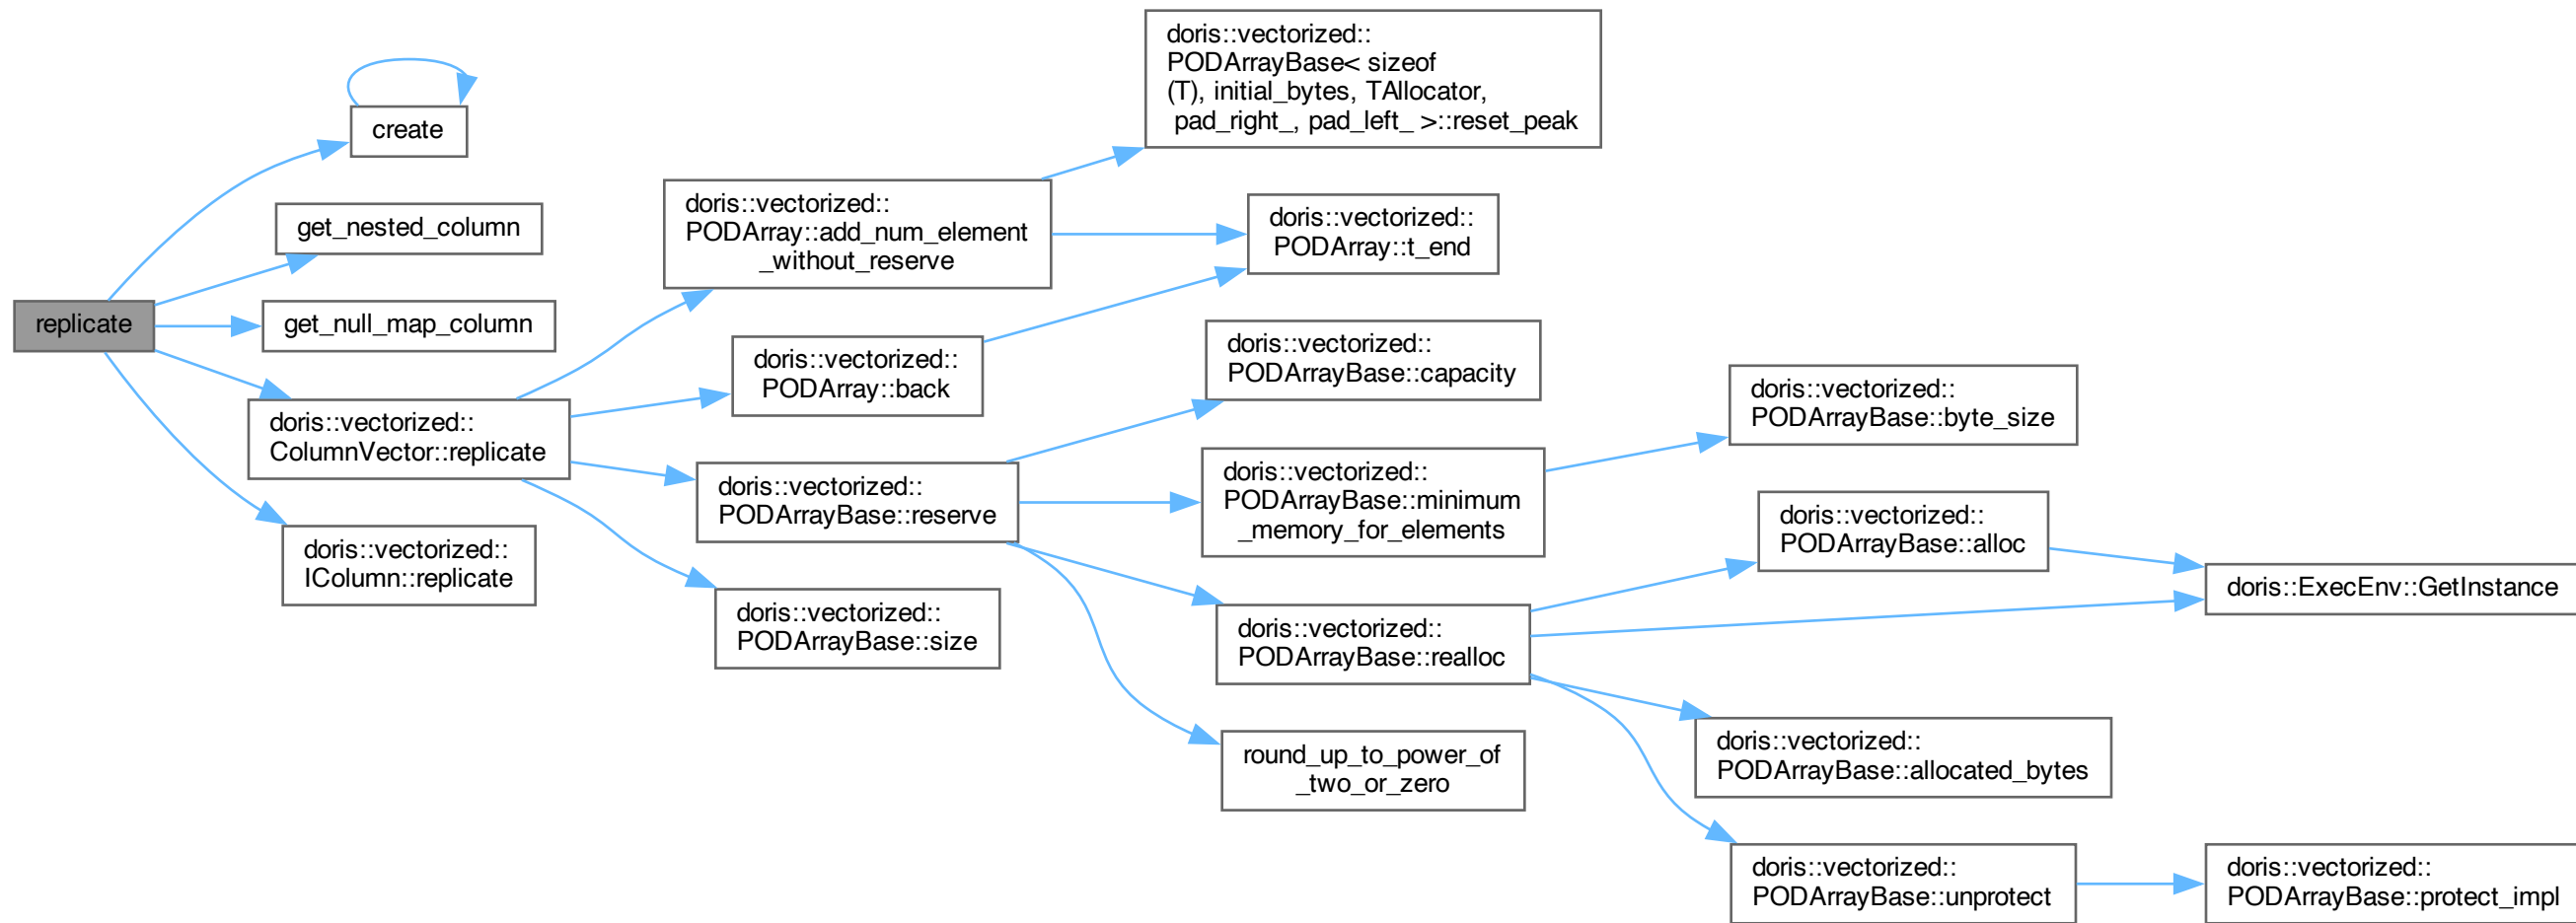 replicate
create
get_nested_column
get_null_map_column
doris::vectorized::
ColumnVector::replicate
doris::vectorized::
IColumn::replicate
doris::vectorized::
PODArray::add_num_element
_without_reserve
doris::vectorized::
PODArray::back
doris::vectorized::
PODArrayBase::reserve
doris::vectorized::
PODArrayBase::size
doris::vectorized::
PODArrayBase< sizeof
(T), initial_bytes, TAllocator,
pad_right_, pad_left_ >::reset_peak
doris::vectorized::
PODArray::t_end
doris::vectorized::
PODArrayBase::capacity
doris::vectorized::
PODArrayBase::minimum
_memory_for_elements
doris::vectorized::
PODArrayBase::realloc
round_up_to_power_of
_two_or_zero
doris::vectorized::
PODArrayBase::byte_size
doris::vectorized::
PODArrayBase::alloc
doris::vectorized::
PODArrayBase::allocated_bytes
doris::vectorized::
PODArrayBase::unprotect
doris::ExecEnv::GetInstance
doris::vectorized::
PODArrayBase::protect_impl